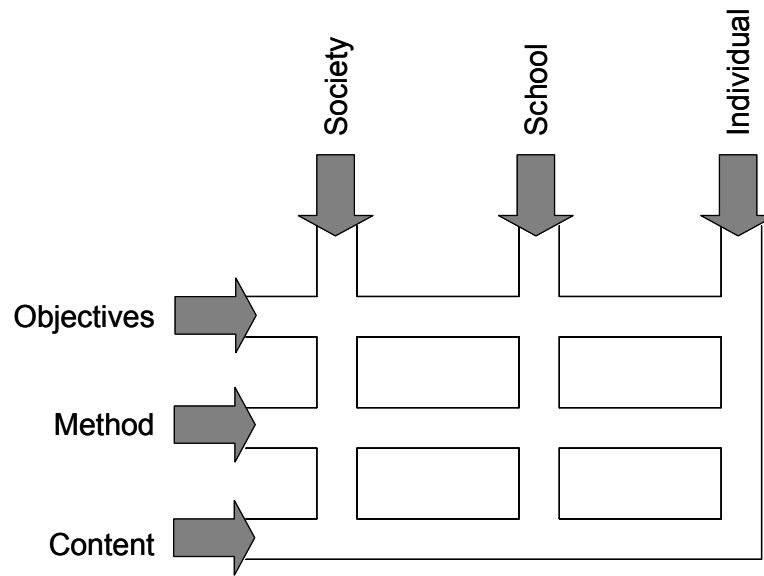 Society
School
Individual
Objectives
Method
Content